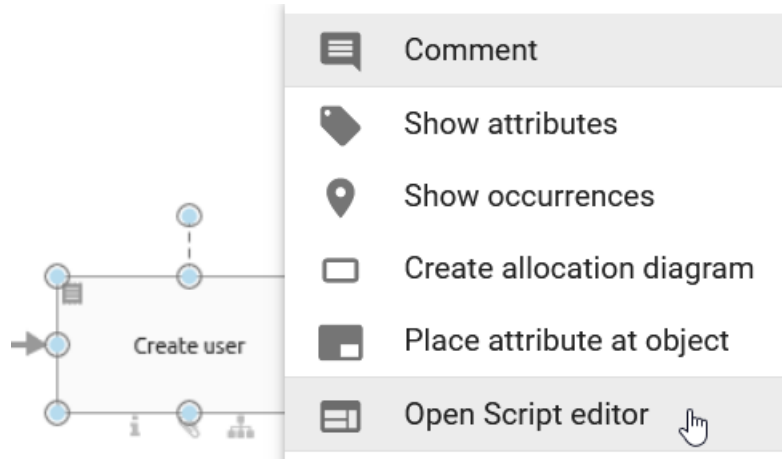 Comment
Show attributes
Show occurrences
Create allocation diagram
Create user
Place attribute at object
Open Script editor